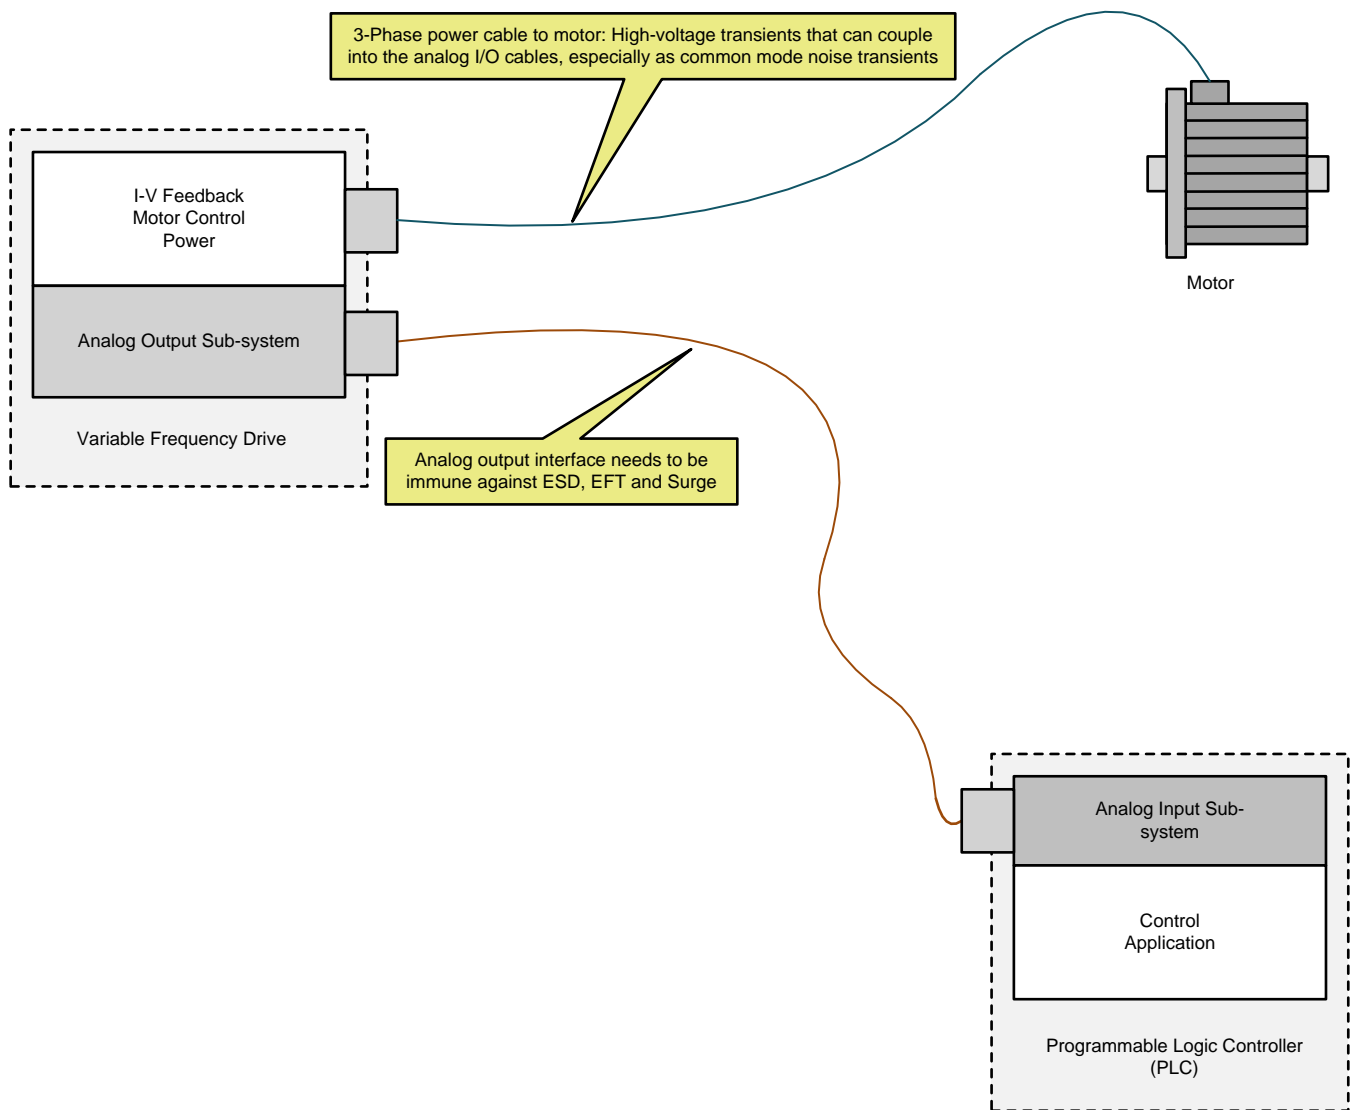 3-Phase power cable to motor: High-voltage transients that can couple
into the analog I/O cables, especially as common mode noise transients
I-V Feedback
Motor Control
Power
Analog Output Sub-system
Variable Frequency Drive
Motor
Analog output interface needs to be
immune against ESD, EFT and Surge
Analog Input Sub-
system
Control
Application
Programmable Logic Controller
(PLC)